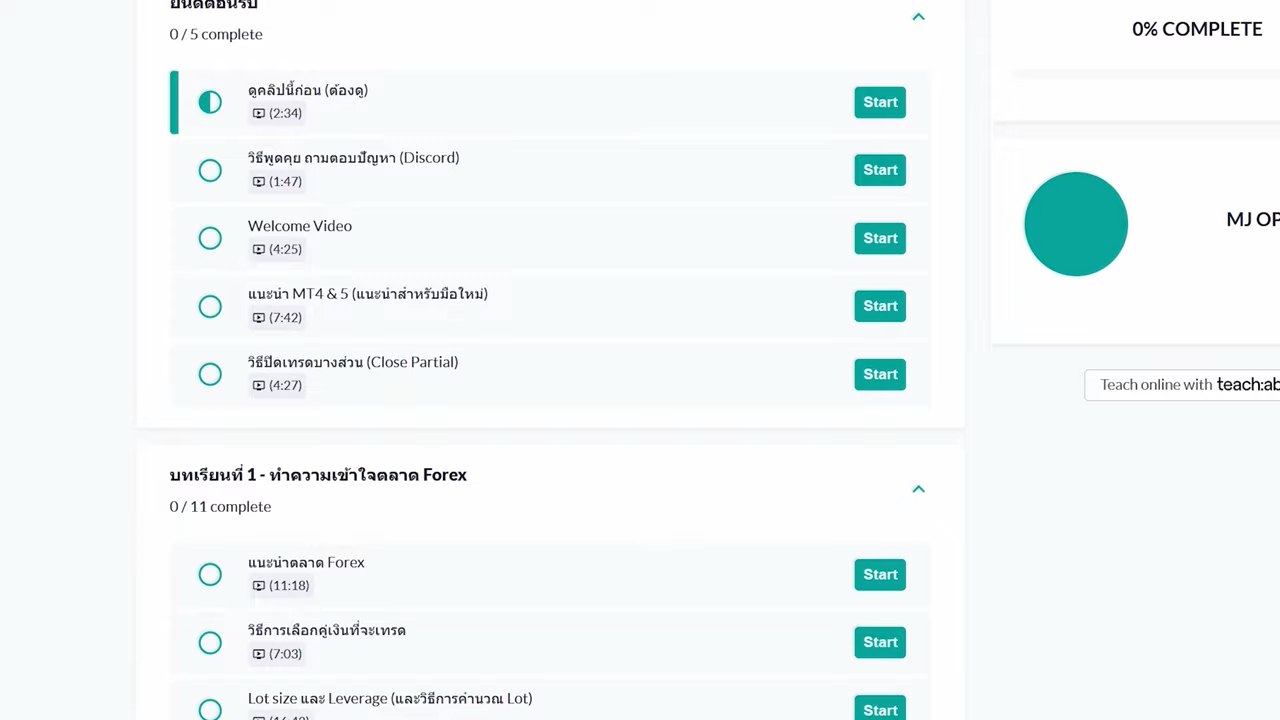 ยินดีต้อนรับ
0 / 5 complete
0% COMPLETE
ดูคลิปนี้ก่อน (ต้องดู)
(2:34)
Start
วิธีพูดคุย ถามตอบปัญหา (Discord)
(1:47)
Start
MJ OP
Welcome Video
(4:25)
Start
แนะนำ MT4 & 5 (แนะนำสำหรับมือใหม่)
(7:42)
Start
วิธีปิดเทรดบางส่วน (Close Partial)
(4:27)
Start
Teach online with teach:ab
บทเรียนที่ 1 - ทำความเข้าใจตลาด Forex
0 / 11 complete
แนะนำตลาด Forex
(11:18)
Start
วิธีการเลือกคู่เงินที่จะเทรด
(7:03)
Start
Lot size และ Leverage (และวิธีการคำนวณ Lot)
Start